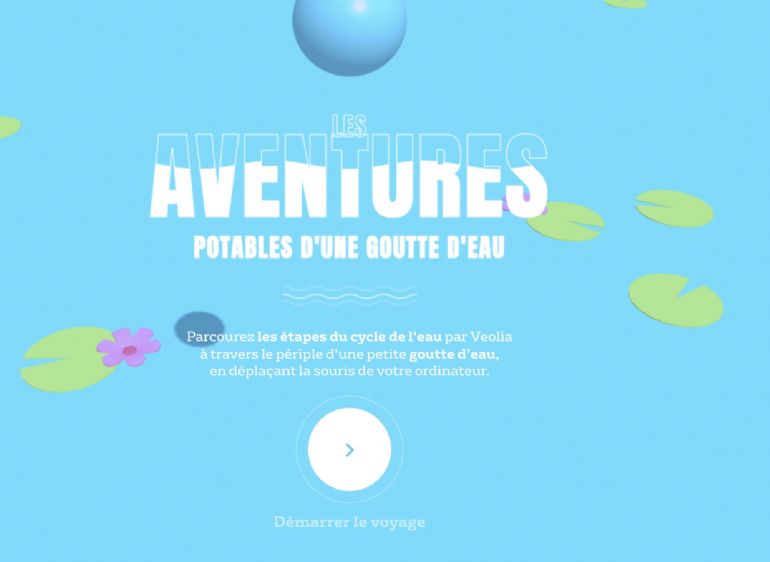 LES
AVENTURES
POTABLES D'UNE GOUTTE D'EAU
Parcourez les étapes du cycle de l'eau par Veolia
à travers le périple d'une petite goutte d'eau,
en déplaçant la souris de votre ordinateur.
Démarrer le voyage